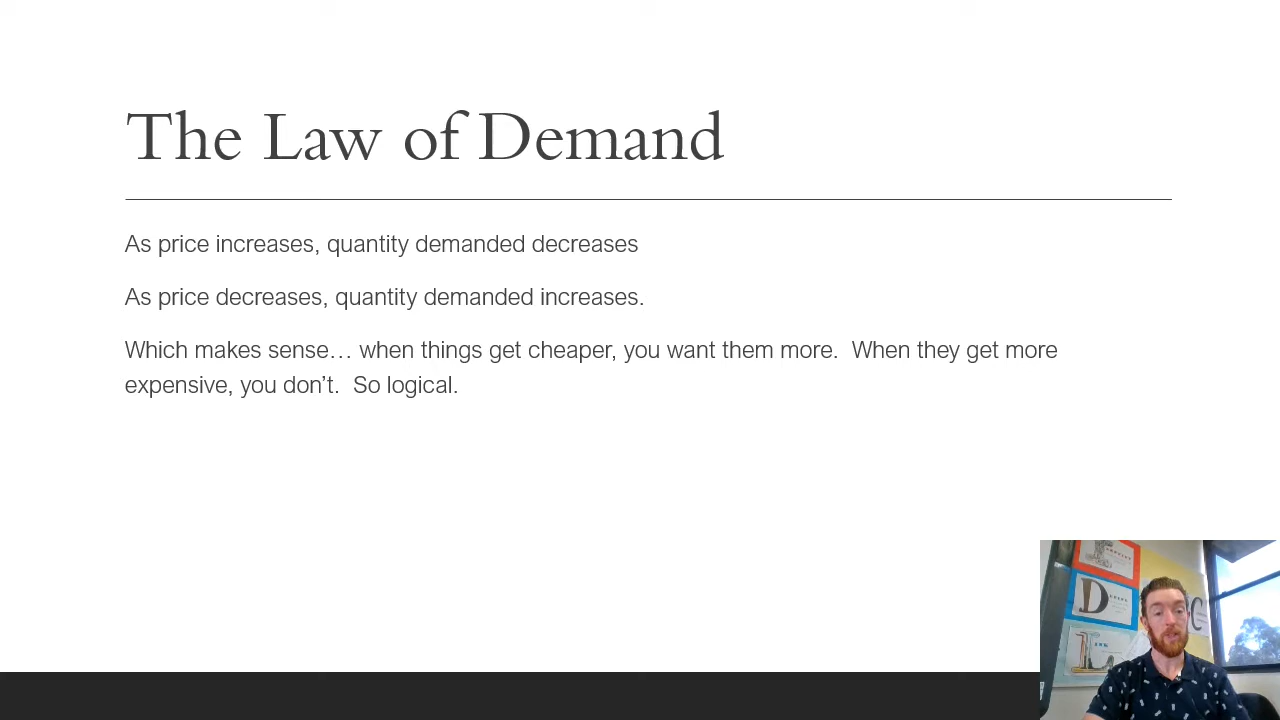 The Law of Demand
As price increases, quantity demanded decreases
As price decreases, quantity demanded increases.
Which makes sense… when things get cheaper, you want them more.  When they get more
expensive, you don’t.  So logical.
D
C